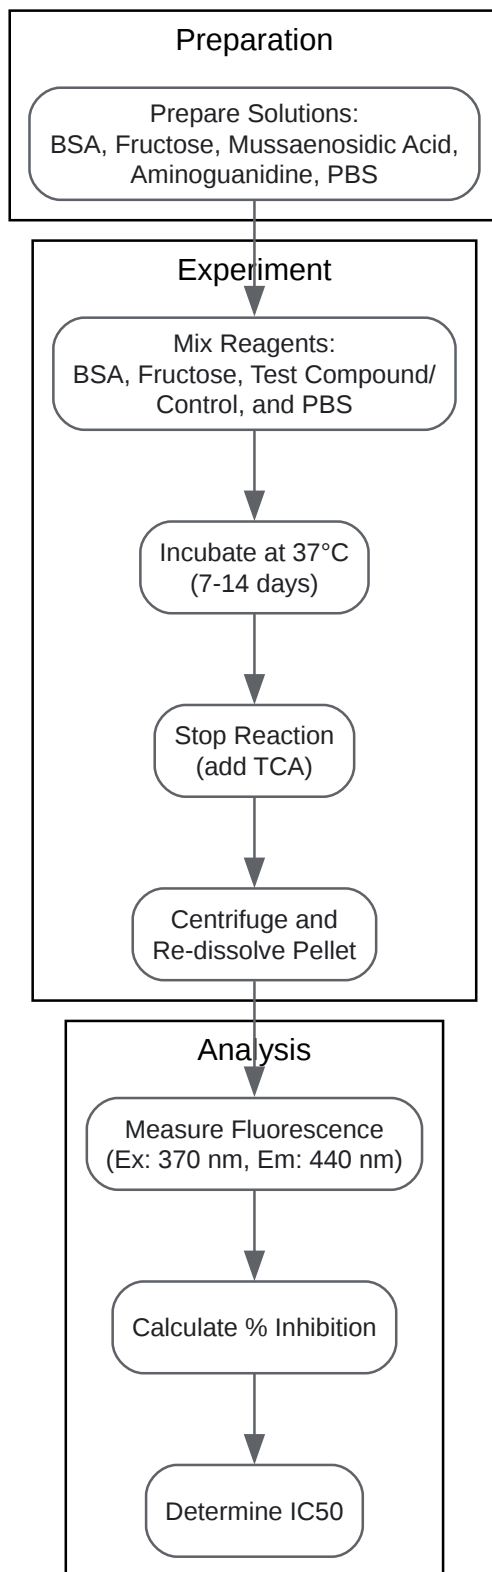 Preparation
Prepare Solutions:
BSA, Fructose, Mussaenosidic Acid,
Aminoguanidine, PBS
Experiment
Mix Reagents:
BSA, Fructose, Test Compound/
Control, and PBS
Incubate at 37°C
(7-14 days)
Stop Reaction
(add TCA)
Centrifuge and
Re-dissolve Pellet
Analysis
Measure Fluorescence
(Ex: 370 nm, Em: 440 nm)
Calculate % Inhibition
Determine IC50